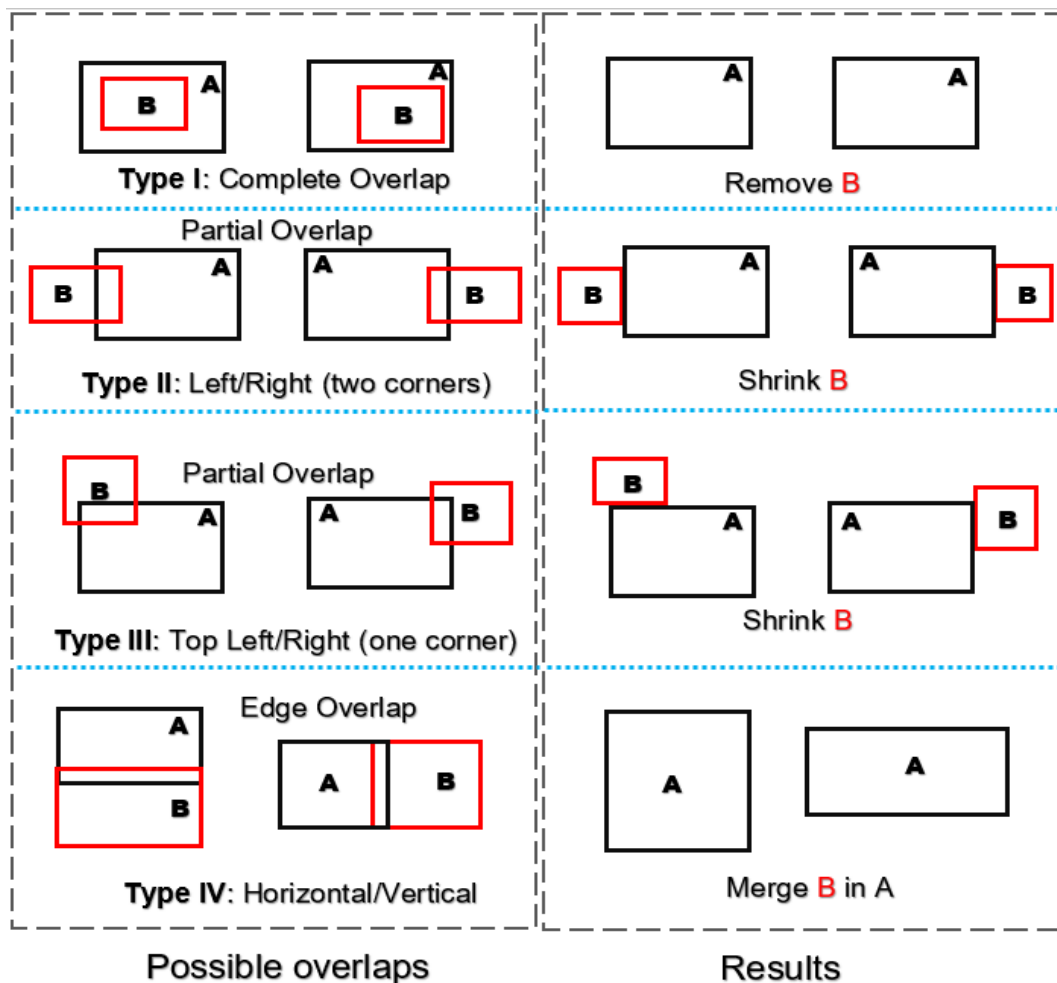 A
B
A
B
A
A
Type I: Complete Overlap
Remove B
Partial Overlap
A
B
A
B
A
B
A
B
Type II: Left/Right (two corners)
Shrink B
Partial Overlap
B
A
A
B
B
A
A
B
Type III: Top Left/Right (one corner)
Shrink B
Edge Overlap
A
B
A
B
A
A
Type IV: Horizontal/Vertical
Merge B in A
Possible overlaps
Results